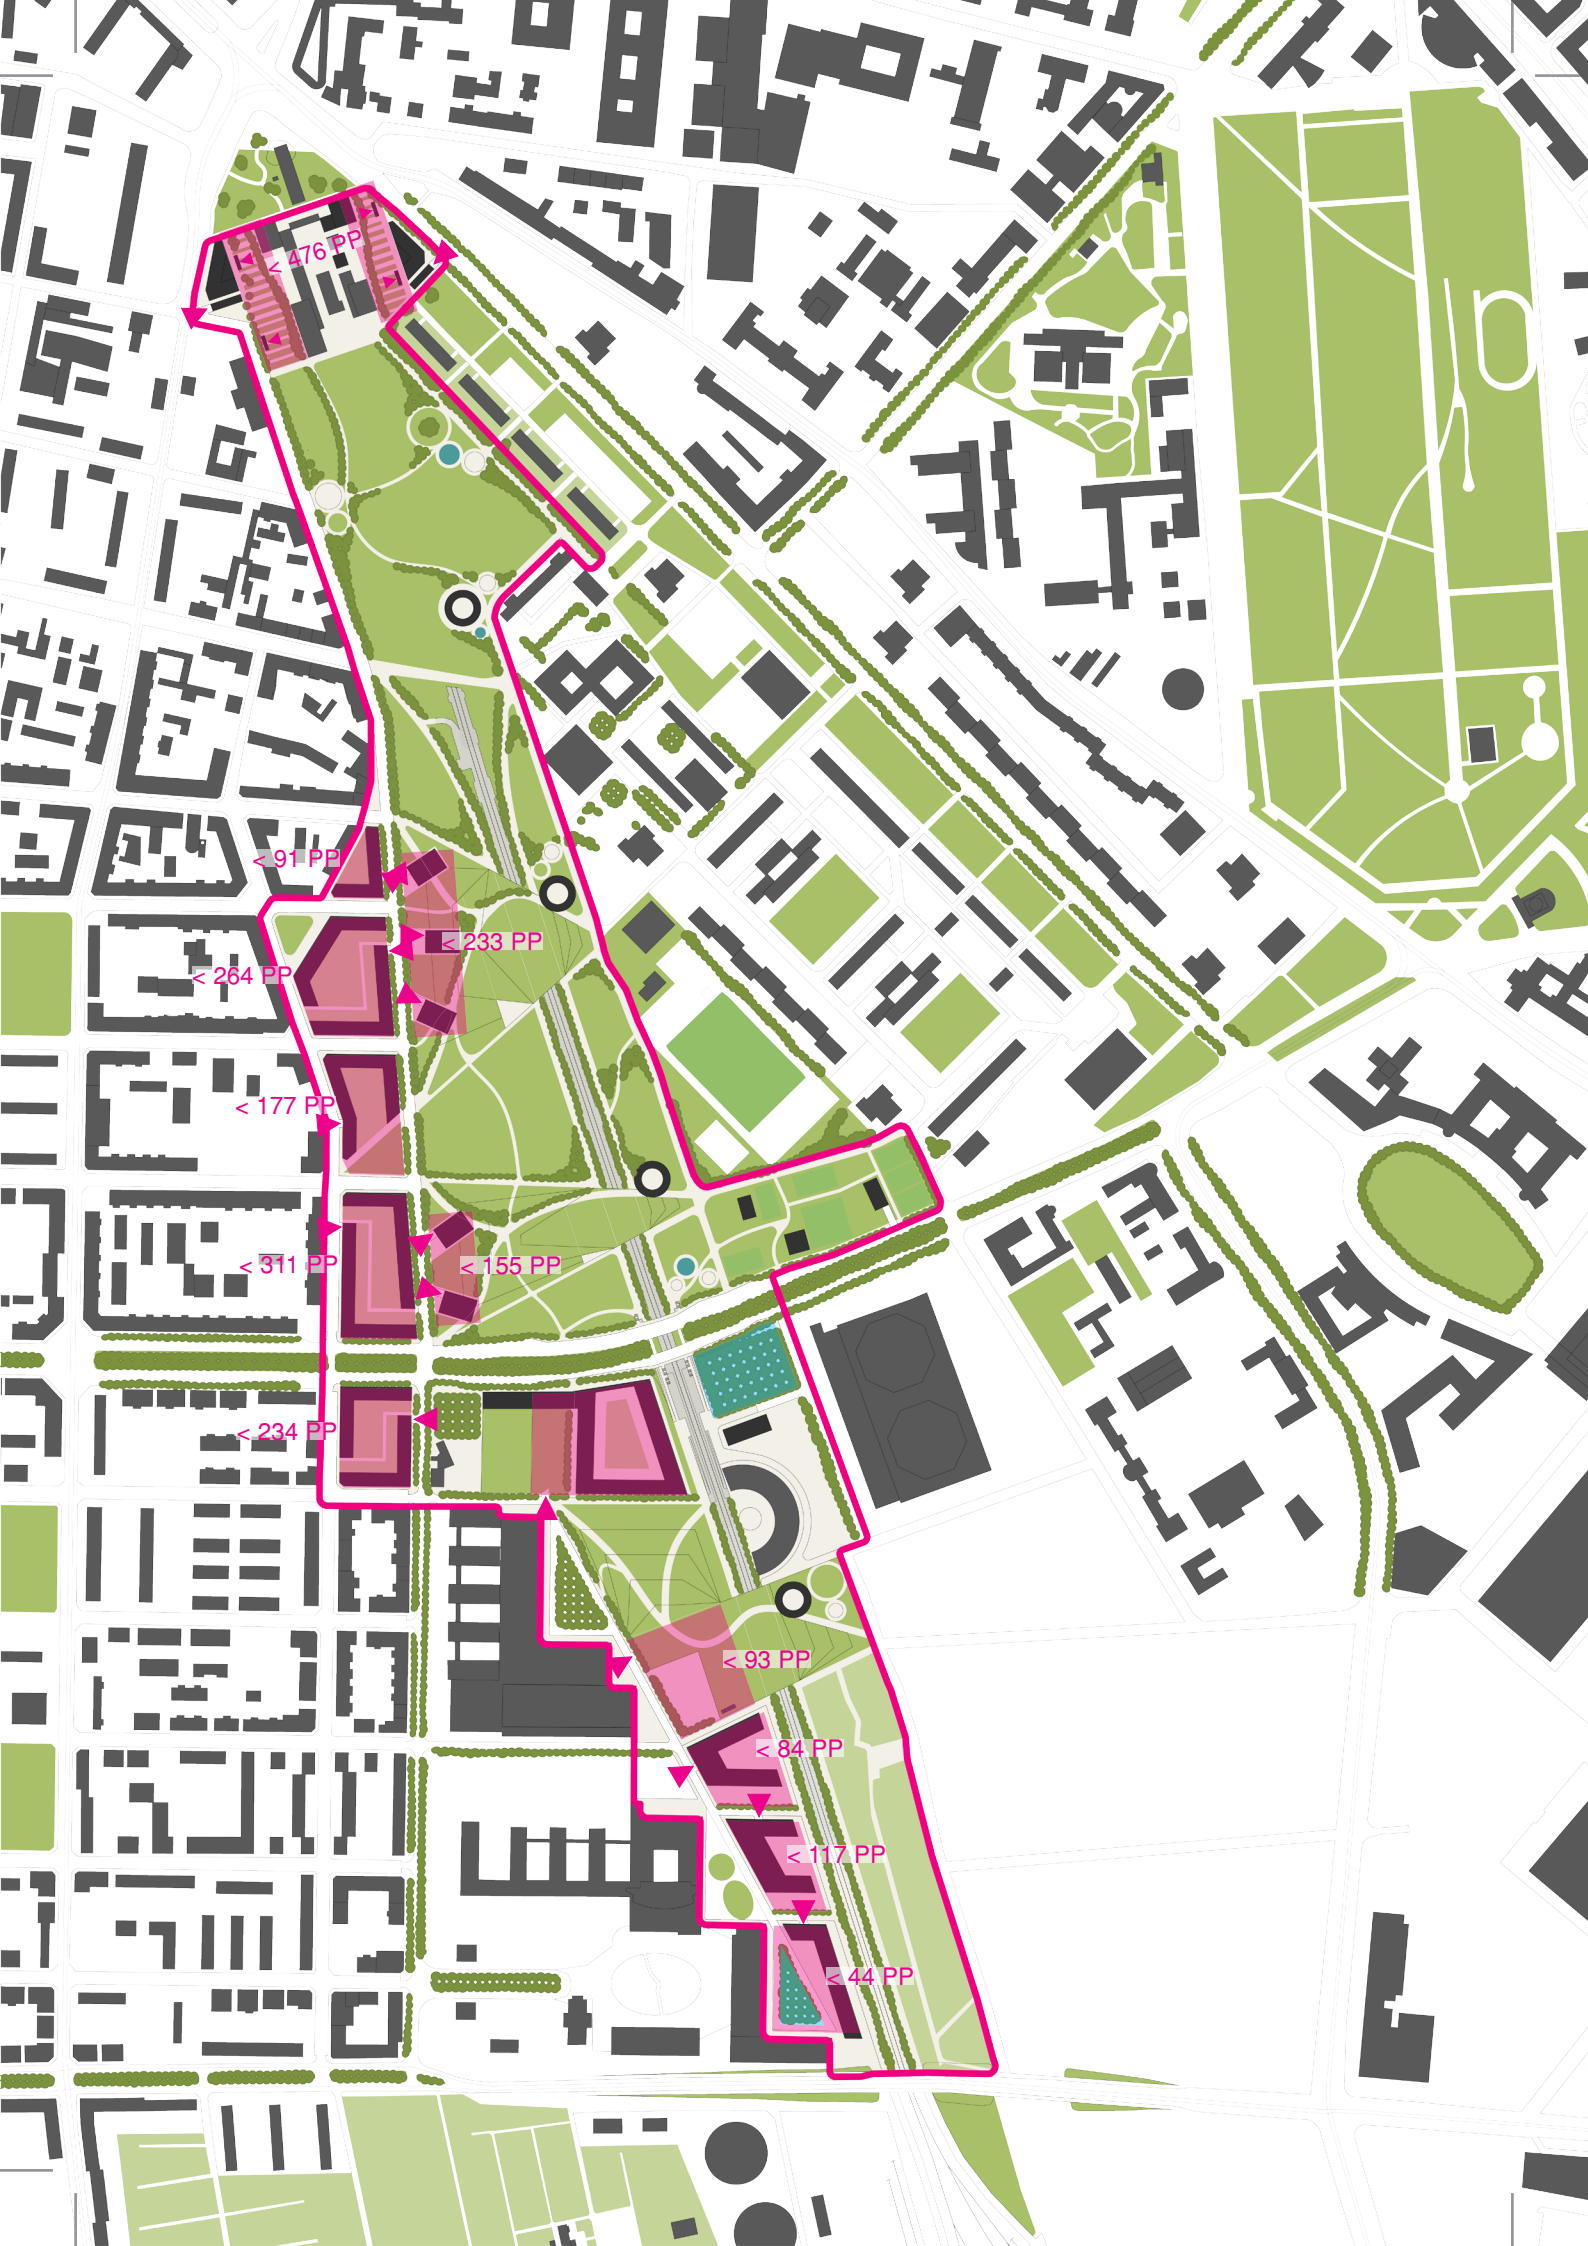 < 476 PP
< 91 PP
< 233 PP
< 264 PP
< 177 PP
< 311 PP
< 155 PP
< 234 PP
< 93 PP
< 84 PP
< 117 PP
< 44 PP